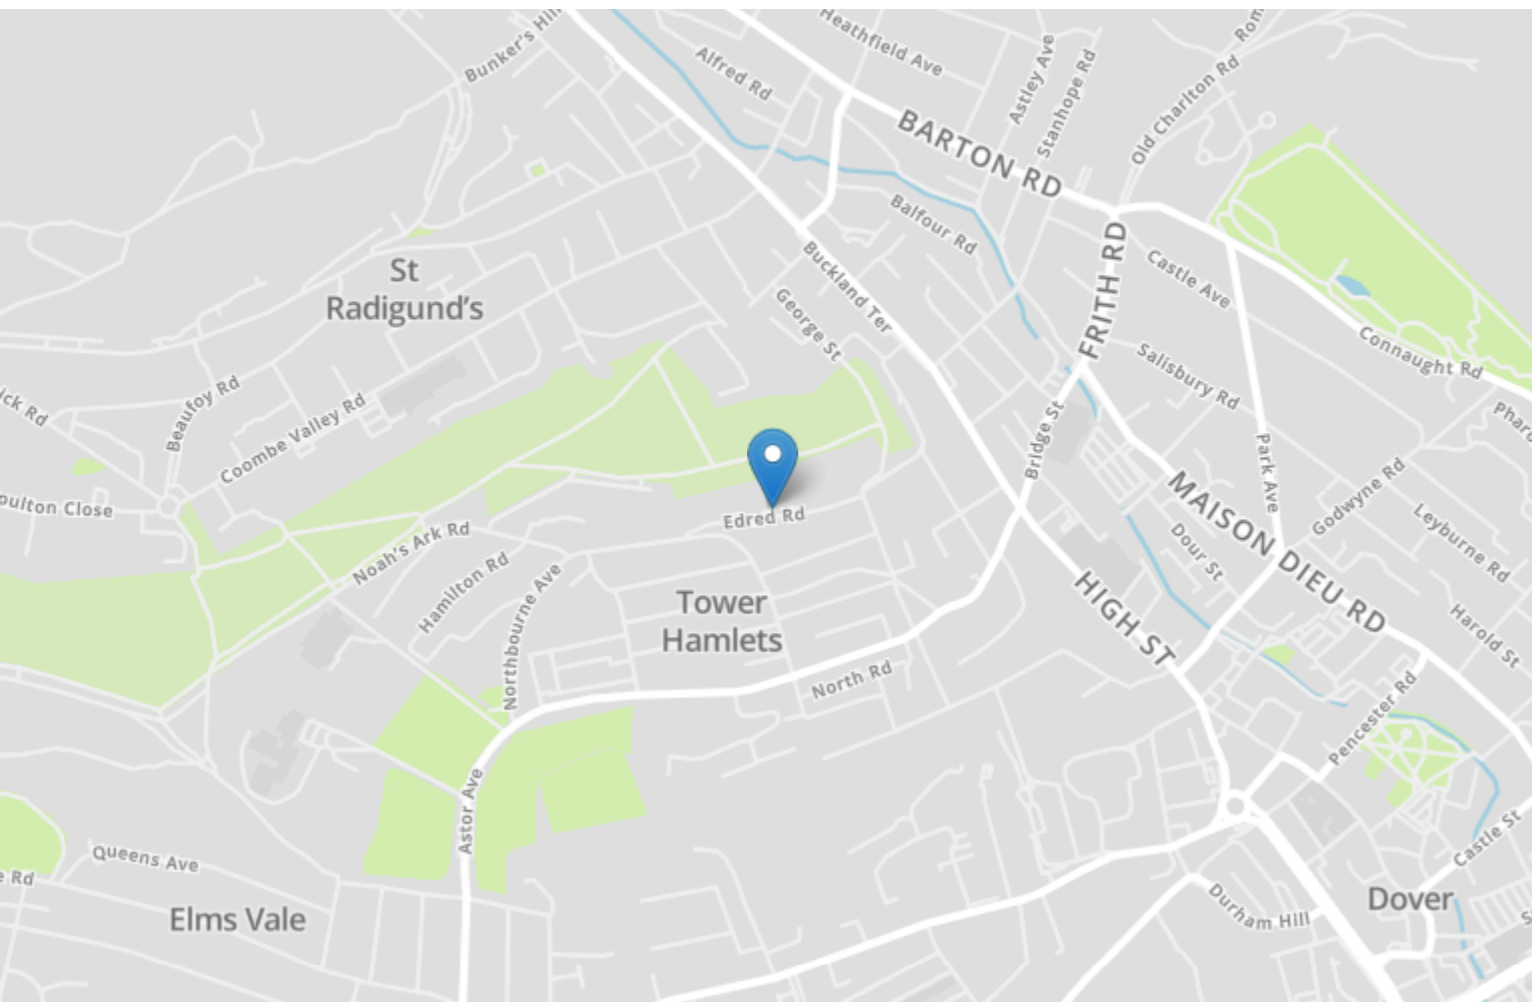 Bunker's Hill
Heathfield Ave
Alfred Rd
Astley Ave
Stanhope Rd
Old Charlton Rd
BARTON RD
Balfour Rd
FRITH RD
Castle Ave
Buckland Ter
George St
St
Radigund's
Connaught Rd
Salisbury Rd
Beaufoy Rd
Coombe Valley Rd
Bridge St
Park Ave
Godwyne Rd
Leyburne Rd
MAISON DIEU RD
Dour St
Edred Rd
Noah's Ark Rd
Hamilton Rd
Northbourne Ave
Tower
Hamlets
HIGH ST
Harold St
North Rd
Pencester Rd
Astor Ave
Castle St
Queens Ave
Elms Vale
Durham Hill
Dover